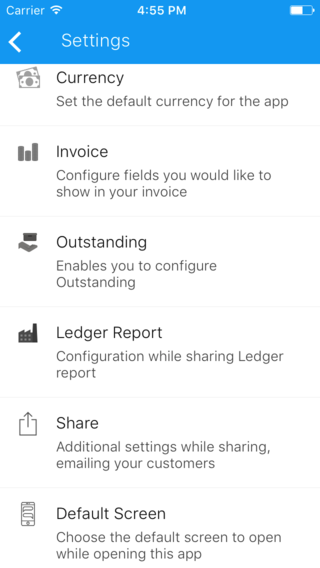 Carrier 4:55 PM
Settings
Currency
Set the default currency for the app
Invoice
Configure fields you would like to
show in your invoice
Outstanding
Enables you to configure
Outstanding
Ledger Report
Configuration while sharing Ledger
report
Share
Additional settings while sharing,
emailing your customers
Default Screen
Choose the default screen to open
while opening this app